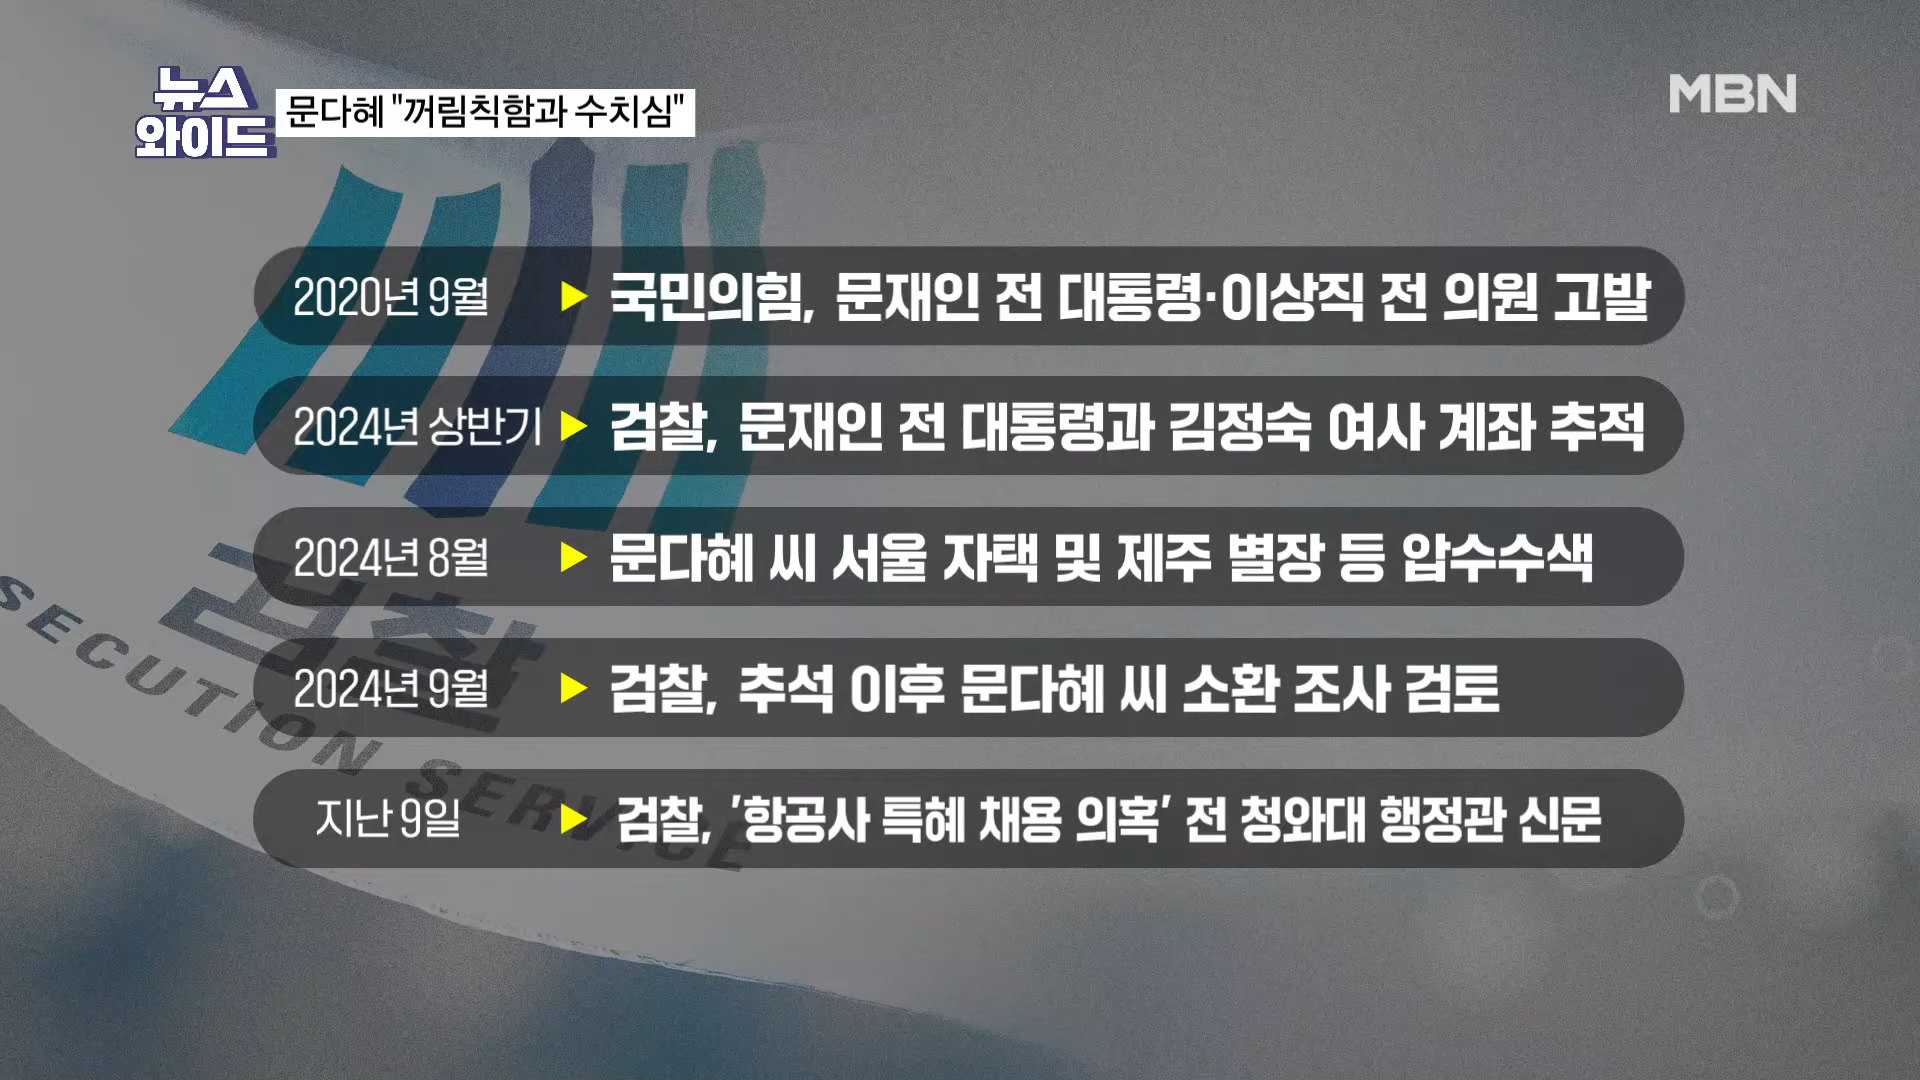 뉴스
와이드
문다혜 "꺼림칙함과 수치심"
MBN
2020년 9월 ▶ 국민의힘, 문재인 전 대통령·이상직 전 의원 고발
2024년 상반기 ▶ 검찰, 문재인 전 대통령과 김정숙 여사 계좌 추적
2024년 8월 ▶ 문다혜 씨 서울 자택 및 제주 별장 등 압수수색
2024년 9월 ▶ 검찰, 추석 이후 문다혜 씨 소환 조사 검토
지난 9일 ▶ 검찰, '항공사 특혜 채용 의혹' 전 청와대 행정관 신문
검찰
SECUTION SERVICE